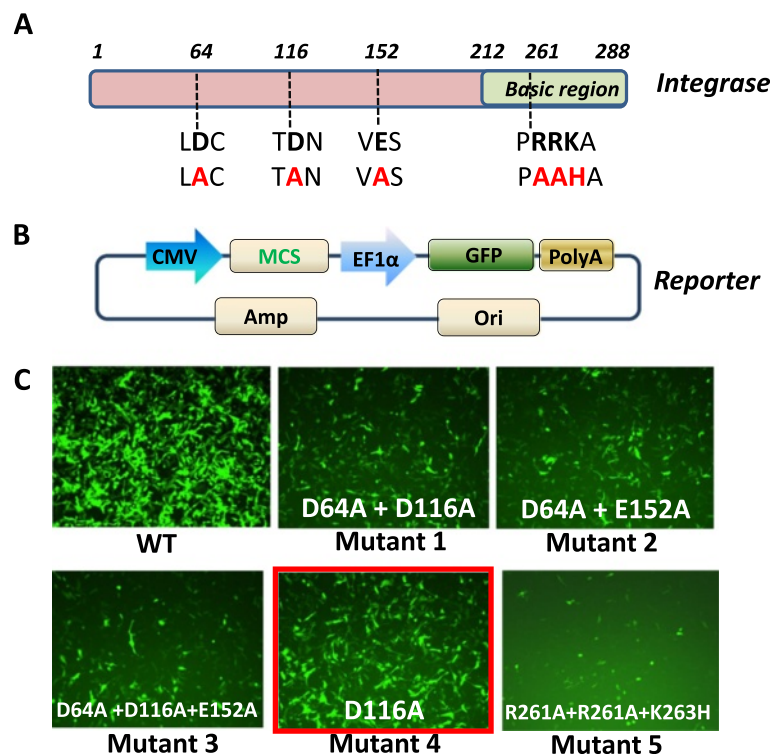 A
1 64 116 152 212 261 288
Basic region
Integrase
LDC TDN VES PRRKA
LAC TAN VAS PAAHA
B
CMV MCS EF1α GFP PolyA
Reporter
Amp Ori
C
D64A + D116A D64A + E152A
WT Mutant 1 Mutant 2
D64A +D116A+E152A D116A R261A+R261A+K263H
Mutant 3 Mutant 4 Mutant 5